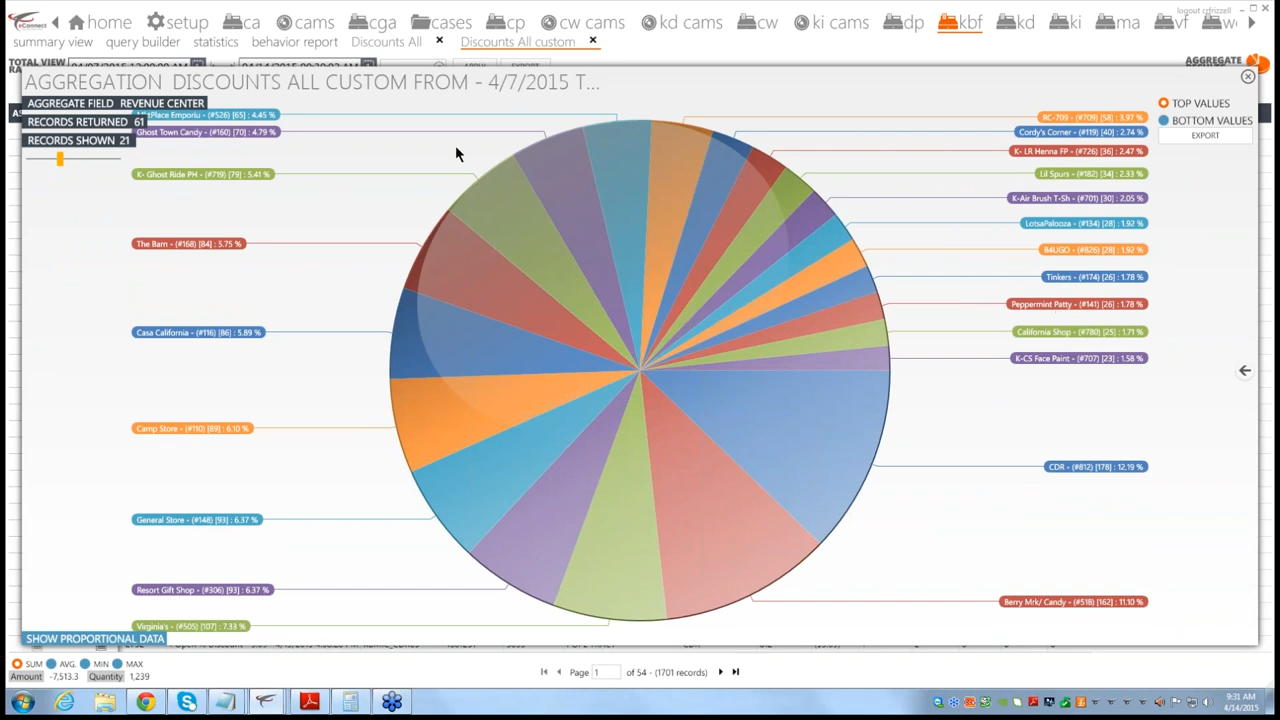 eConnect
ms
home
setup
ca
cams
cga
cases
cp
cw cams
kd cams
cw
ki cams
dp
kbf
kd
ki
ma
vf
logout ccfrizzell
summary view
query builder
statistics
behavior report
Discounts All
Discounts All custom
TOTAL VIEW
AGGREGATE
AGGREGATION DISCOUNTS ALL CUSTOM FROM - 4/7/2015 T...
AGGREGATE FIELD REVENUE CENTER
RECORDS RETURNED 61
RECORDS SHOWN 21
TOP VALUES
BOTTOM VALUES
EXPORT
(#526) [65] : 4.45 %
Ghost Town Candy - (#160) [70] : 4.79 %
K- Ghost Ride PH - (#719) [79] : 5.41 %
The Barn - (#168) [84] : 5.75 %
Casa California - (#116) [86] : 5.89 %
Camp Store - (#110) [89] : 6.10 %
General Store - (#148) [93] : 6.37 %
Resort Gift Shop - (#306) [93] : 6.37 %
Virginia's - (#505) [107] : 7.33 %
RC-709 - (#709) [58] : 3.97 %
Cordy's Corner - (#119) [40] : 2.74 %
K- LR Henna FP - (#726) [36] : 2.47 %
Lil Spurs - (#182) [34] : 2.33 %
K-Air Brush T-Sh - (#701) [30] : 2.05 %
LotsaPalooza - (#134) [28] : 1.92 %
B4UGO - (#826) [28] : 1.92 %
Tinkers - (#174) [26] : 1.78 %
Peppermint Patty - (#141) [26] : 1.78 %
California Shop - (#780) [25] : 1.71 %
K-CS Face Paint - (#707) [23] : 1.58 %
CDR - (#812) [178] : 12.19 %
Berry Mrk/ Candy - (#518) [162] : 11.10 %
SHOW PROPORTIONAL DATA
SUM
AVG.
MIN
MAX
Amount -7,513.3 Quantity 1,239
Page 1 of 54 - (1701 records)
9:31 AM
4/14/2015